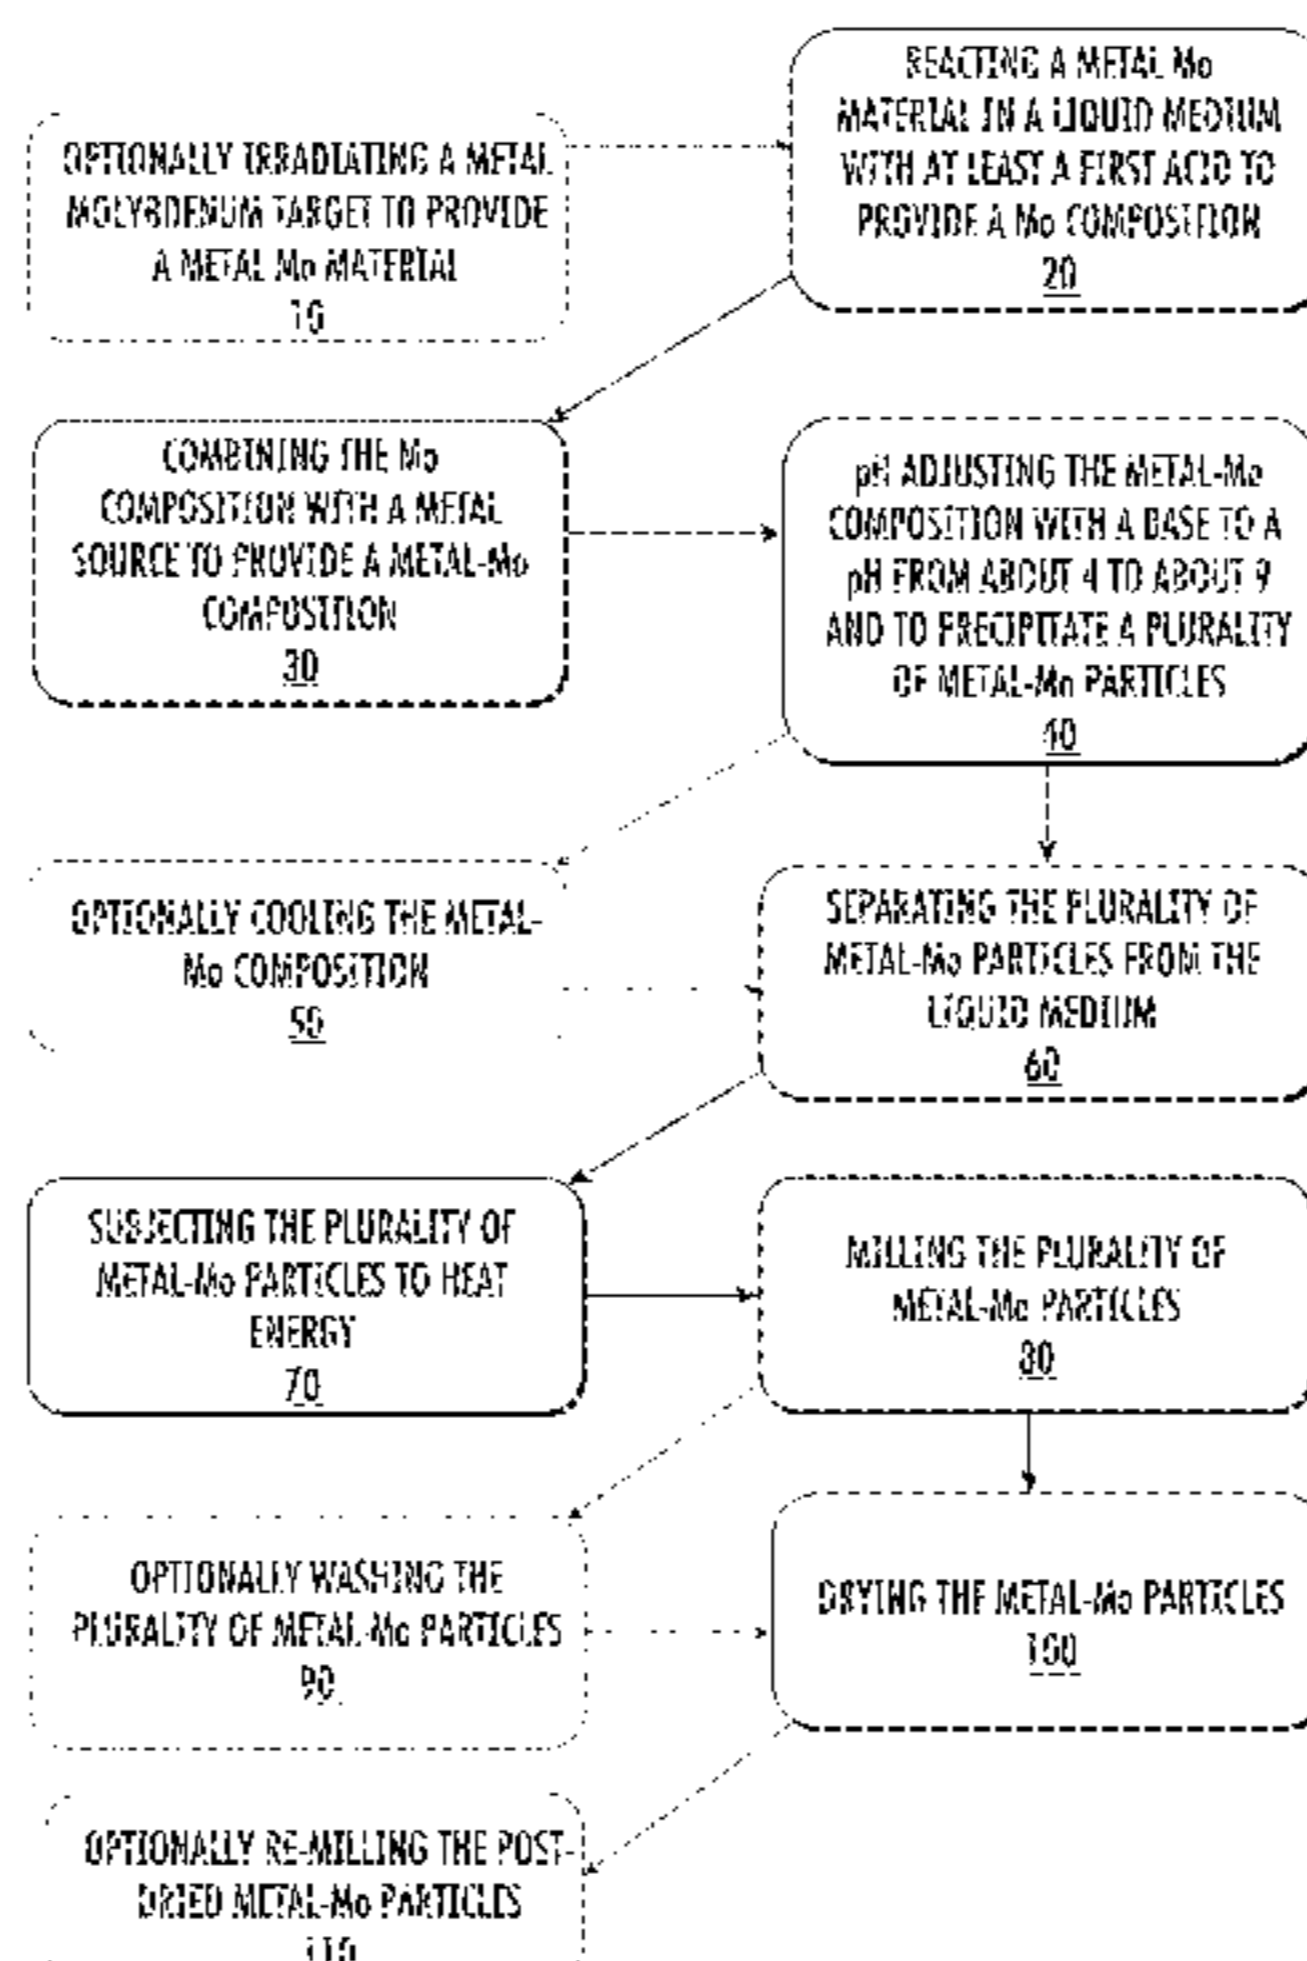 OPTIONALLY IRRADIATING A METAL
MOLYBDENUM TARGET TO PROVIDE
A METAL Mo MATERIAL
10
REACTING A METAL Mo
MATERIAL IN A LIQUID MEDIUM
WITH AT LEAST A FIRST ACID TO
PROVIDE A Mo COMPOSITION
20
COMBINING THE Mo
COMPOSITION WITH A METAL
SOURCE TO PROVIDE A METAL-Mo
COMPOSITION
30
pH ADJUSTING THE METAL-Mo
COMPOSITION WITH A BASE TO A
pH FROM ABOUT 4 TO ABOUT 9
AND TO PRECIPITATE A PLURALITY
OF METAL-Mo PARTICLES
40
OPTIONALLY COOLING THE METAL-
Mo COMPOSITION
50
SEPARATING THE PLURALITY OF
METAL-Mo PARTICLES FROM THE
LIQUID MEDIUM
60
SUBJECTING THE PLURALITY OF
METAL-Mo PARTICLES TO HEAT
ENERGY
70
MILLING THE PLURALITY OF
METAL-Mo PARTICLES
80
OPTIONALLY WASHING THE
PLURALITY OF METAL-Mo PARTICLES
90
DRYING THE METAL-Mo PARTICLES
100
OPTIONALLY RE-MILLING THE POST-
DRIED METAL-Mo PARTICLES
110